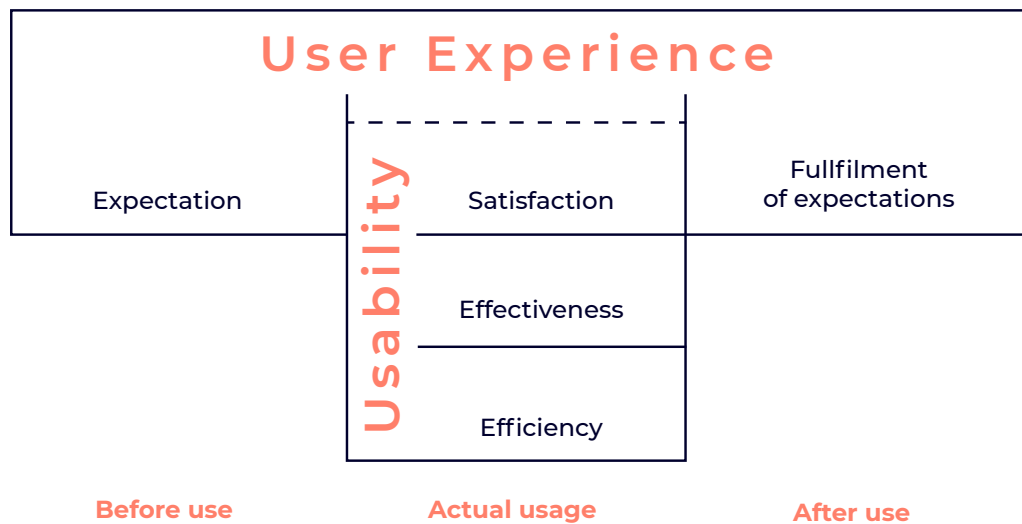 User Experience
Expectation
Usability
Satisfaction
Fullfilment
of expectations
Effectiveness
Efficiency
Before use
Actual usage
After use